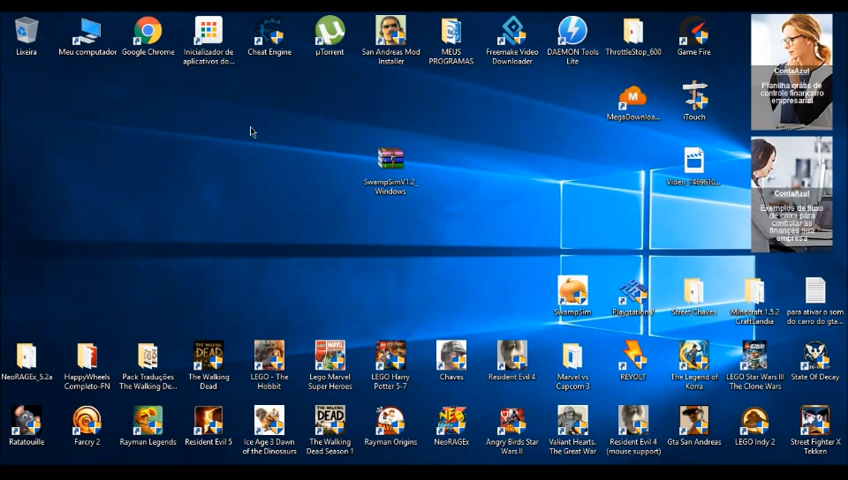 Lixeira
Meu computador
Google Chrome
Inicializador de
aplicativos do...
Cheat Engine
µTorrent
San Andreas Mod
Installer
MEUS
PROGRAMAS
Freemake Video
Downloader
DAEMON Tools
Lite
ThrottleStop_600
Game Fire
ContaAzul
Planilha grátis de
controle financeiro
empresarial
MegaDownloa...
iTouch
SwampSimV1.2_
Windows
Video_1469610...
ContaAzul
Exemplos de fluxo
de caixa para
controlar as
finanças sua
empresa
SwampSim
Playstation 2
Street Chaves
Minecraft 1.5.2
CraftLandia
para ativar o som
do carro do gta...
NeoRAGEx_5.2a
HappyWheels
Completo-FN
Pack Traduções
The Walking De...
The Walking
Dead
LEGO - The
Hobbit
Lego Marvel
Super Heroes
LEGO Harry
Potter 5-7
Chaves
Resident Evil 4
Marvel vs
Capcom 3
REVOLT
The Legend of
Korra
LEGO Star Wars III
The Clone Wars
State Of Decay
Ratatouille
Farcry 2
Rayman Legends
Resident Evil 5
Ice Age 3 Dawn
of the Dinosaurs
The Walking
Dead Season 1
Rayman Origins
NeoRAGEx
Angry Birds Star
Wars II
Valiant Hearts.
The Great War
Resident Evil 4
(mouse support)
Gta San Andreas
LEGO Indy 2
Street Fighter X
Tekken